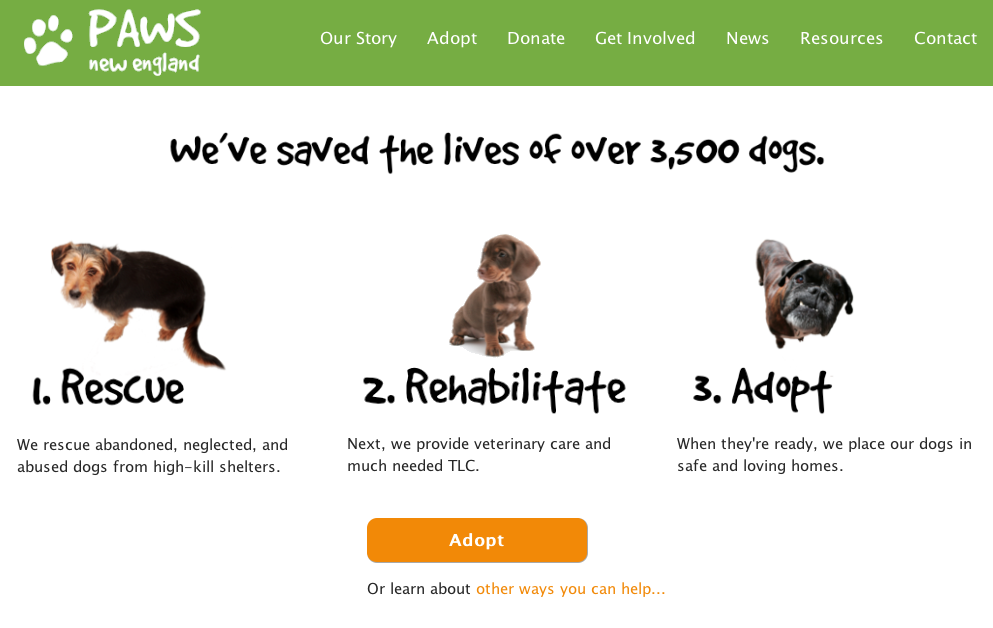 PAWS
new england
Our Story Adopt Donate Get Involved News Resources Contact
We've saved the lives of over 3,500 dogs.
1. Rescue
2. Rehabilitate
3. Adopt
We rescue abandoned, neglected, and
abused dogs from high-kill shelters.
Next, we provide veterinary care and
much needed TLC.
When they're ready, we place our dogs in
safe and loving homes.
Adopt
Or learn about other ways you can help...